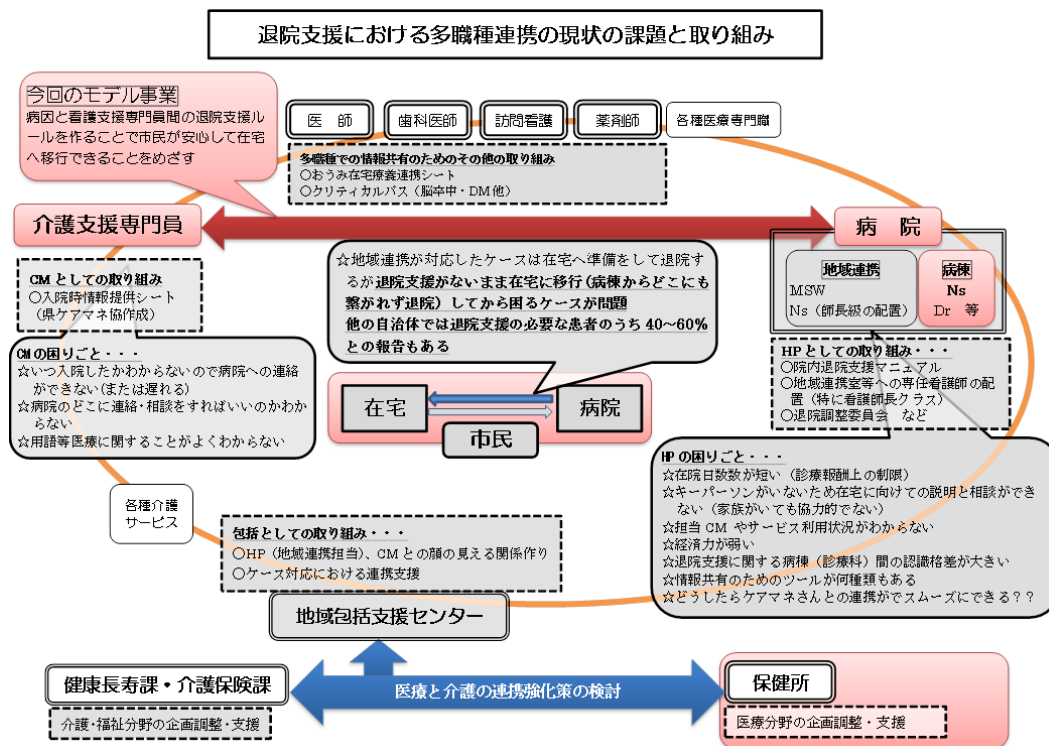 退院支援における多職種連携の現状の課題と取り組み
今回のモデル事業
病因と看護支援専門員間の退院支援ル
ールを作ることで市民が安心して在宅
へ移行できることをめざす
医 師
歯科医師
訪問看護
薬剤師
各種医療専門職
多職種での情報共有のためのその他の取り組み
○おうみ在宅療養連携シート
○クリティカルパス（脳卒中・DM他）
介護支援専門員
病 院
CMとしての取り組み
○入院時情報提供シート
（県ケアマネ協作成）
☆地域連携が対応したケースは在宅へ準備をして退院す
るが退院支援がないまま在宅に移行(病棟からどこにも
繋がれず退院）してから困るケースが問題
他の自治体では退院支援の必要な患者のうち40～60%
との報告もある
地域連携
MSW
Ns（師長級の配置）
病棟
Ns
Dr 等
CMの困りごと・・・
☆いつ入院したかわからないので病院への連絡
ができない(または遅れる)
☆病院のどこに連絡・相談をすればいいのかわか
らない
☆用語等医療に関することがよくわからない
HPとしての取り組み・・・
○院内退院支援マニュアル
○地域連携室等への専任看護師の配
置（特に看護師長クラス）
○退院調整委員会 など
在宅
病院
市民
HPの困りごと・・・
☆在院日数数が短い（診療報酬上の制限）
☆キーパーソンがいないため在宅に向けての説明と相談ができ
ない（家族がいても協力的でない）
☆担当CMやサービス利用状況がわからない
☆経済力が弱い
☆退院支援に関する病棟（診療科）間の認識格差が大きい
☆情報共有のためのツールが何種類もある
☆どうしたらケアマネさんとの連携がでスムーズにできる??
各種介護
サービス
包括としての取り組み・・・
○HP（地域連携担当）、CMとの顔の見える関係作り
○ケース対応における連携支援
地域包括支援センター
健康長寿課・介護保険課
介護・福祉分野の企画調整・支援
医療と介護の連携強化策の検討
保健所
医療分野の企画調整・支援